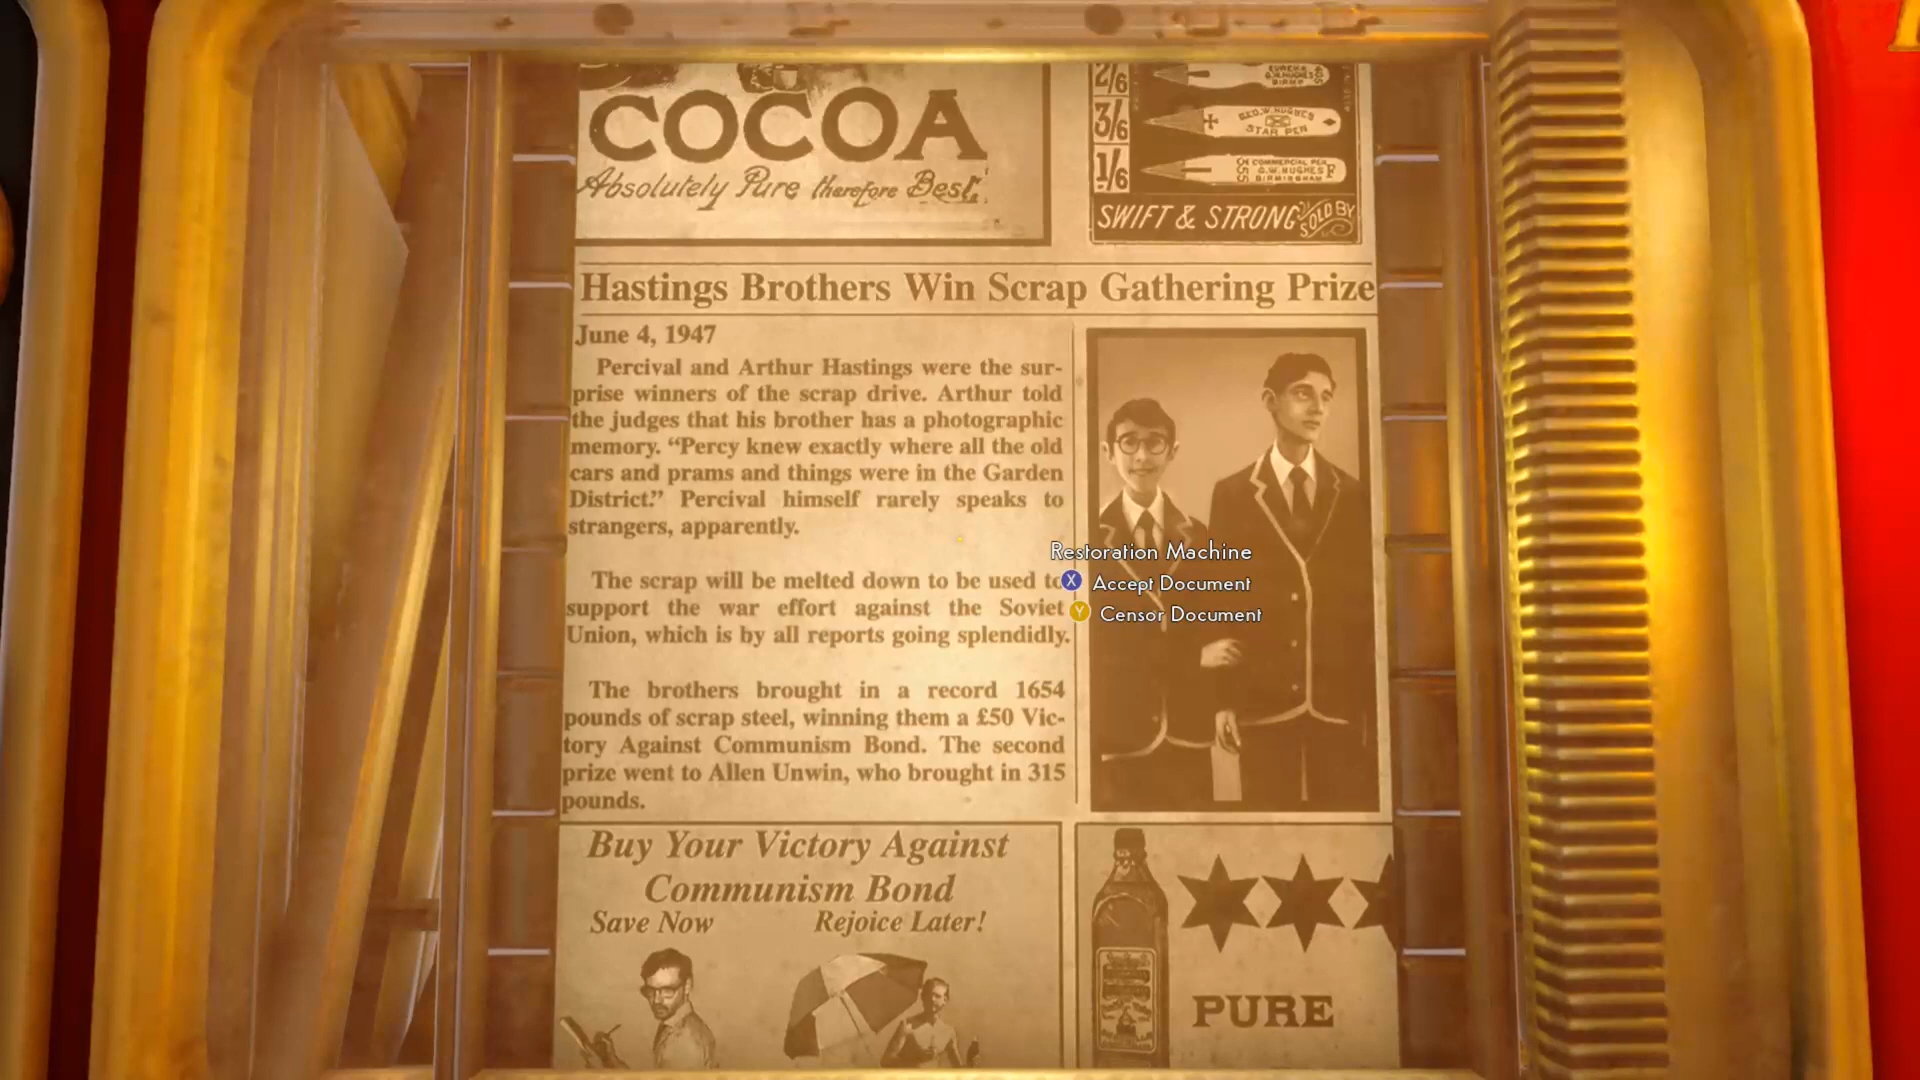 COCOA
Absolutely Pure therefore Best.
2/6
3/6
1/6
GEO. W. HUGHES
STAR PEN
COMMERCIAL PEN
G.W. HUGHES F
BIRMINGHAM
SWIFT & STRONG SOLD BY
Hastings Brothers Win Scrap Gathering Prize
June 4, 1947
Percival and Arthur Hastings were the sur-
prise winners of the scrap drive. Arthur told
the judges that his brother has a photographic
memory. “Percy knew exactly where all the old
cars and prams and things were in the Garden
District.” Percival himself rarely speaks to
strangers, apparently.
The scrap will be melted down to be used to
support the war effort against the Soviet
Union, which is by all reports going splendidly.
The brothers brought in a record 1654
pounds of scrap steel, winning them a £50 Vic-
tory Against Communism Bond. The second
prize went to Allen Unwin, who brought in 315
pounds.
Restoration Machine
X Accept Document
Y Censor Document
Buy Your Victory Against
Communism Bond
Save Now Rejoice Later!
PURE